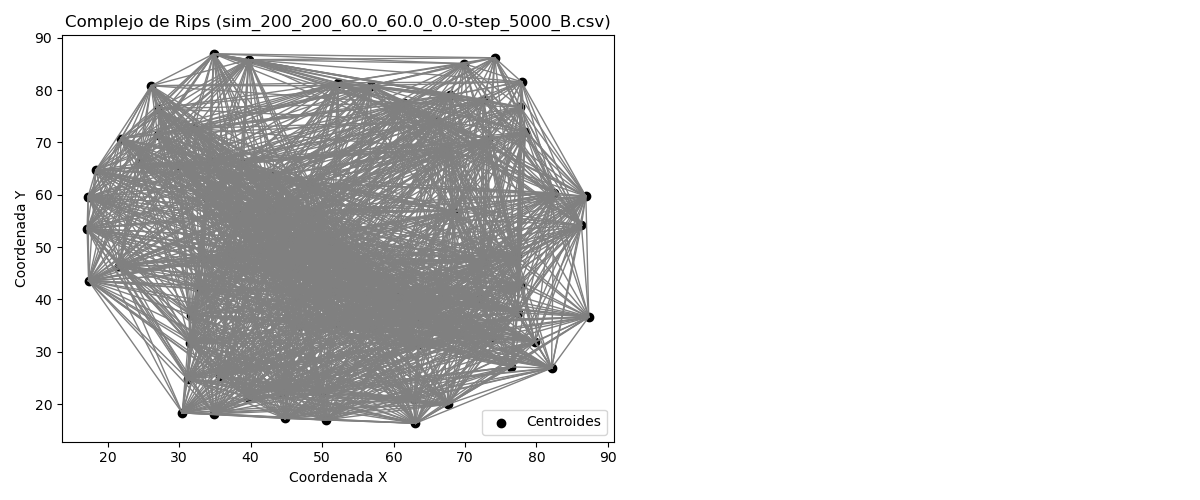 Complejo de Rips (sim_200_200_60.0_60.0_0.0-step_5000_B.csv)
90
80
70
60
50
40
30
20
Coordenada Y
Centroides
20 30 40 50 60 70 80 90
Coordenada X